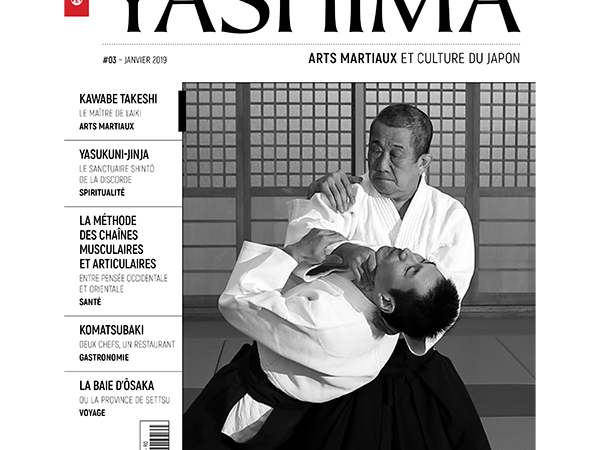 YASHIMA
#03 – JANVIER 2019
ARTS MARTIAUX ET CULTURE DU JAPON
KAWABE TAKESHI
LE MAÎTRE DE L'AIKI
ARTS MARTIAUX
YASUKUNI-JINJA
LE SANCTUAIRE SHINTÔ
DE LA DISCORDE
SPIRITUALITÉ
LA MÉTHODE
DES CHAÎNES
MUSCULAIRES
ET ARTICULAIRES
ENTRE PENSÉE OCCIDENTALE
ET ORIENTALE
SANTÉ
KOMATSUBAKI
DEUX CHEFS, UN RESTAURANT
GASTRONOMIE
LA BAIE D'ÔSAKA
OU LA PROVINCE DE SETTSU
VOYAGE